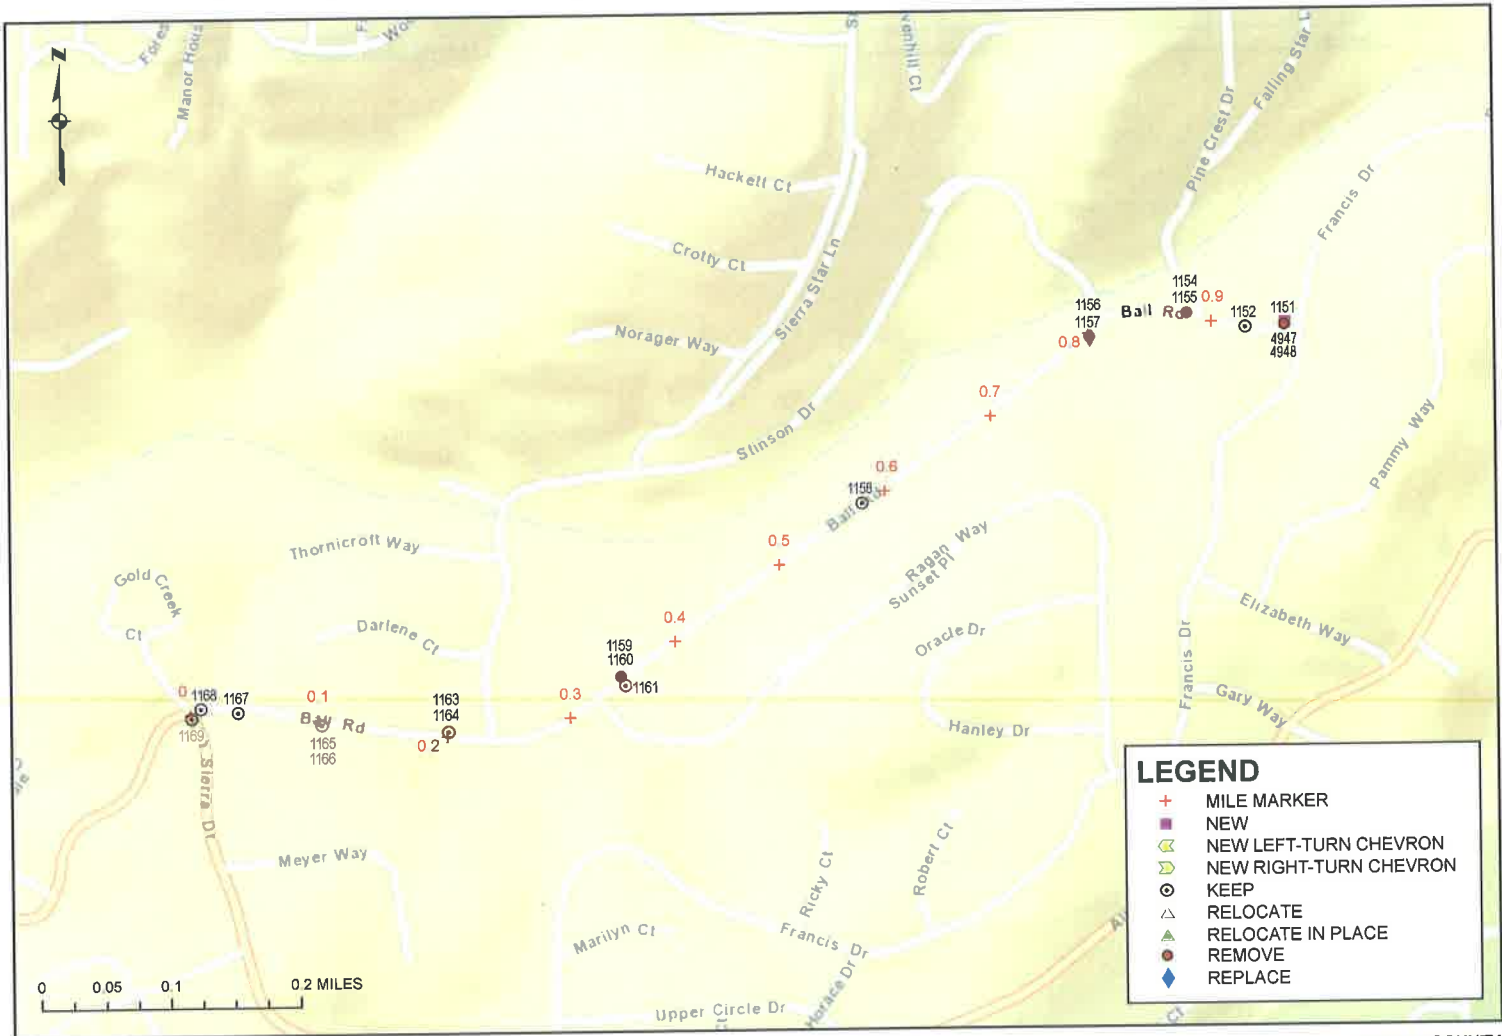 N
Manor Hous
Hackett Ct
Crotty Ct
Norager Way
Sierra Star Ln
Stinson Dr
Pine Crest Dr
Falling Star
Francis Dr
Pammy Way
1154
1155
0.9
1156
1157
Ball Rd
1152
1151
4947
4948
0.8
0.7
0.6
1158
Ball Rd
0.5
Ragan Way
Sunset Pl
Thornicroft Way
Gold Creek
Ct
Darlene Ct
0.4
Oracle Dr
Elizabeth Way
Francis Dr
Gary Way
Hanley Dr
1159
1160
1161
0.3
0
1168
1167
0.1
1163
1164
Rd
0.2
1169
1165
1166
Sierra Dr
Meyer Way
Ricky Ct
Robert Ct
Marilyn Ct
Francis Dr
Horace Dr
Upper Circle Dr
Ct
0 0.05 0.1 0.2 MILES
LEGEND
MILE MARKER
NEW
NEW LEFT-TURN CHEVRON
NEW RIGHT-TURN CHEVRON
KEEP
RELOCATE
RELOCATE IN PLACE
REMOVE
REPLACE